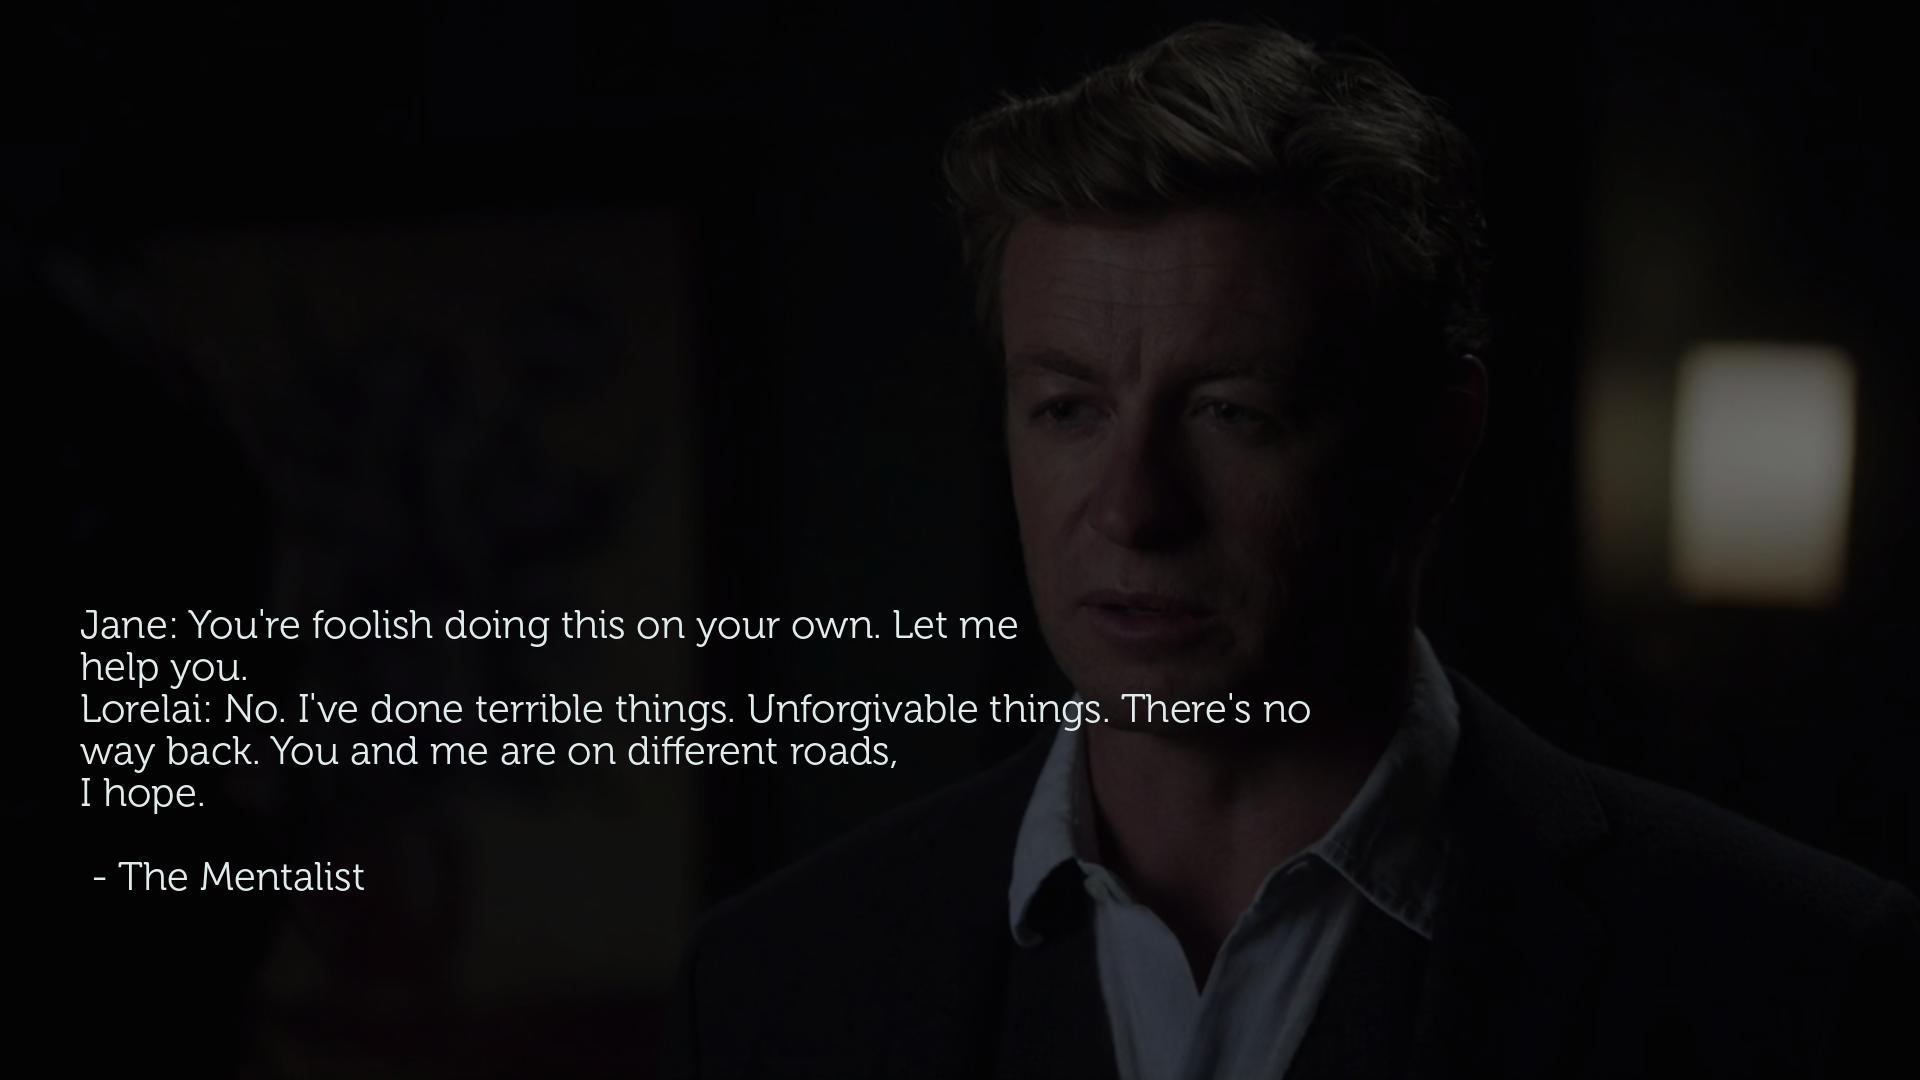 Jane: You're foolish doing this on your own. Let me
help you.
Lorelai: No. I've done terrible things. Unforgivable things. There's no
way back. You and me are on different roads,
I hope.
- The Mentalist